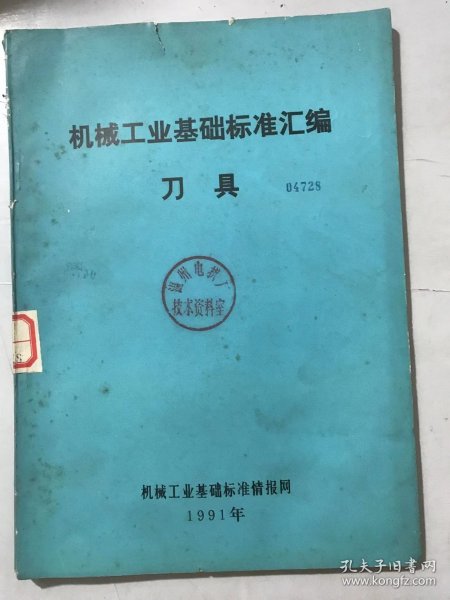 机械工业基础标准汇编
刀具 04728
温州电机厂
技术资料室
机械工业基础标准情报网
1991年
孔夫子旧书网
www.kongfz.com